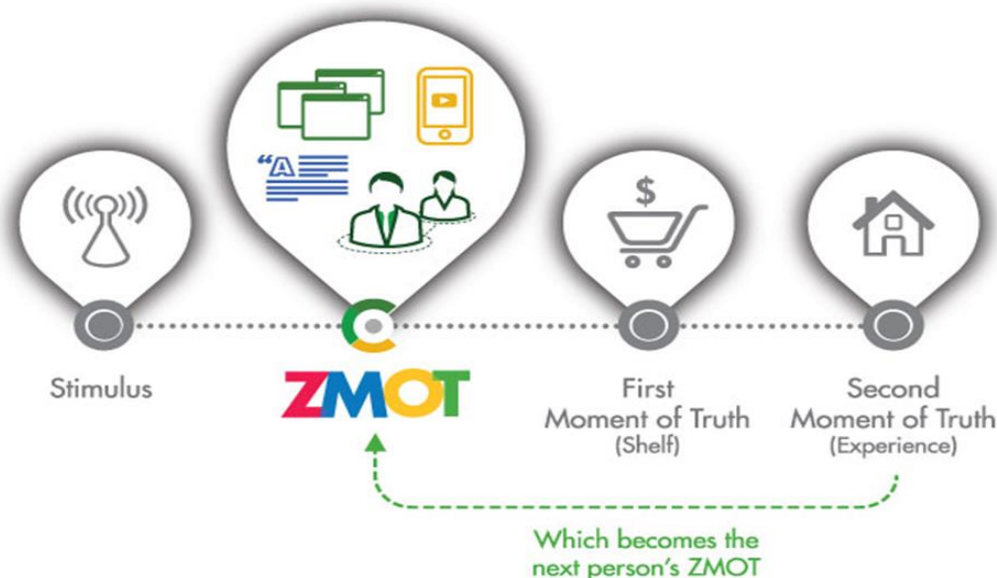 “A
$
Stimulus
ZMOT
First
Moment of Truth
(Shelf)
Second
Moment of Truth
(Experience)
Which becomes the
next person's ZMOT